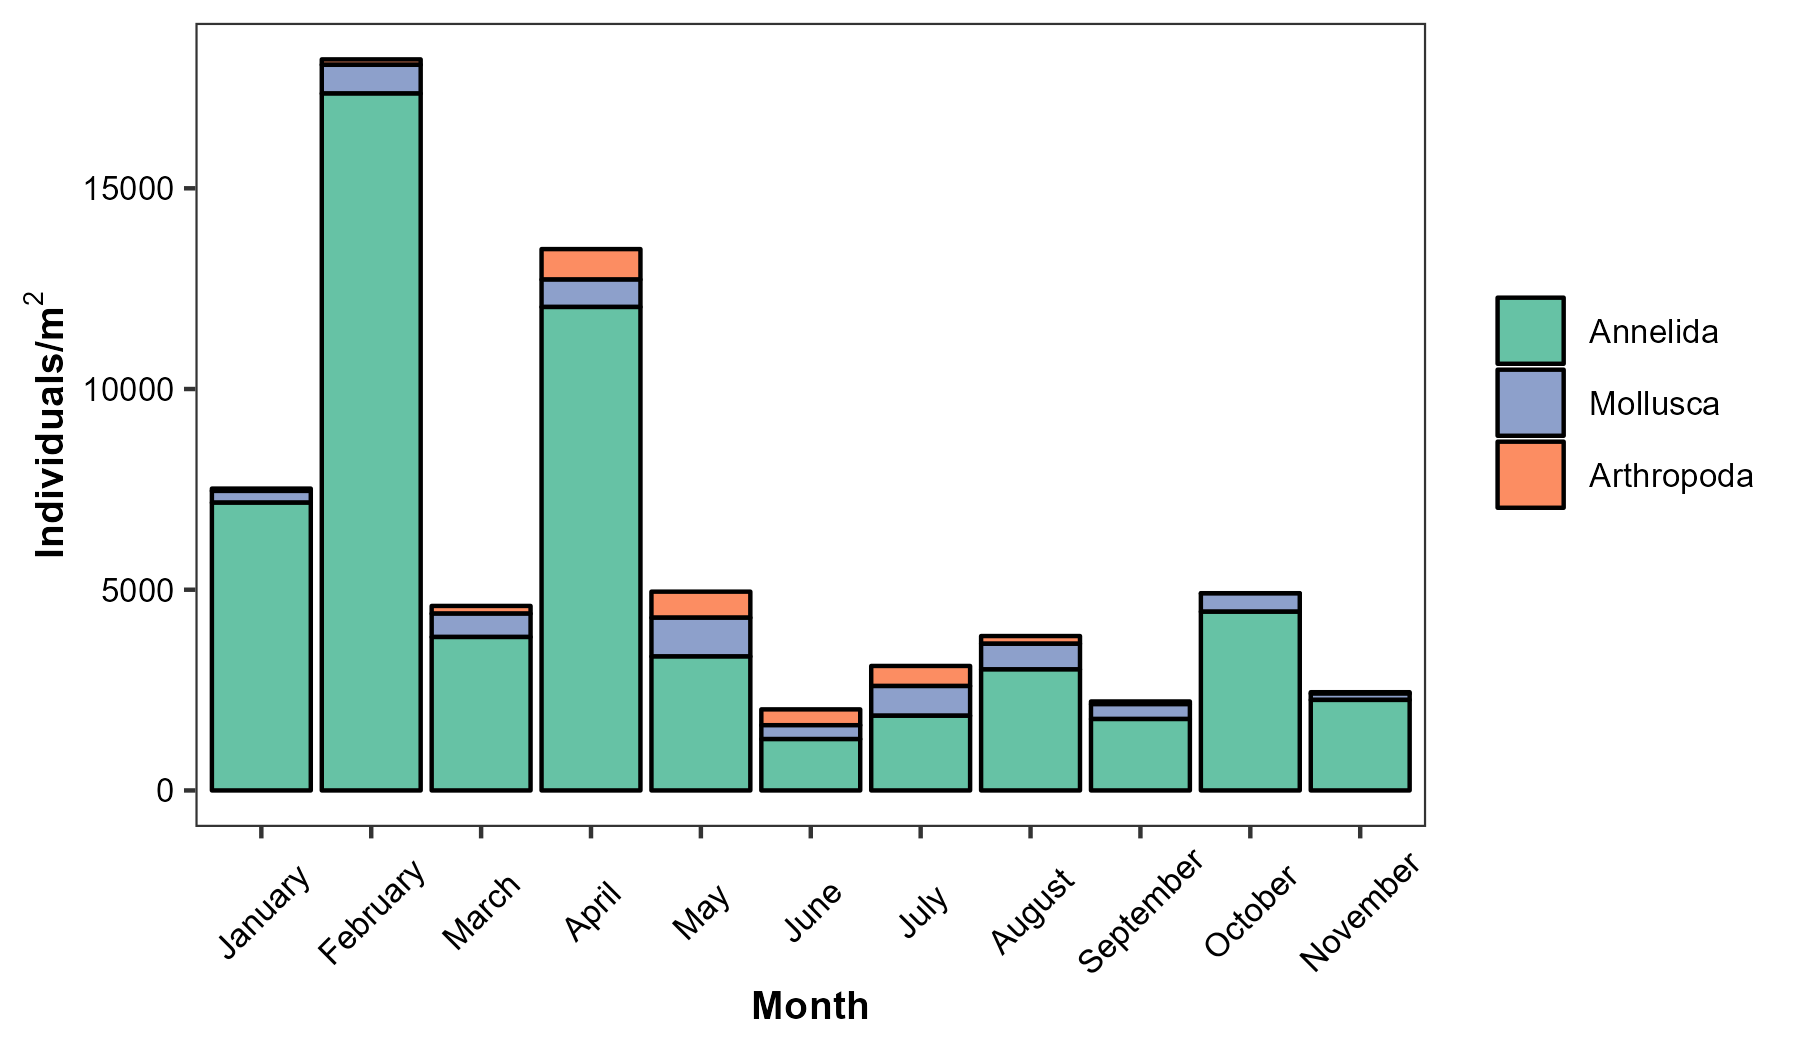 Individuals/m²
15000
10000
5000
0
January
February
March
April
May
June
July
August
September
October
November
Month
Annelida
Mollusca
Arthropoda